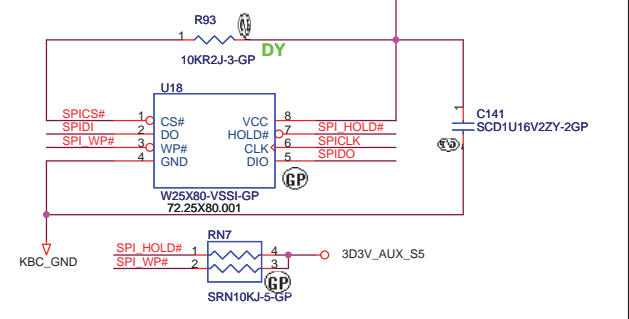 R93
1
10KR2J-3-GP
DY
U18
SPICS# 1 CS# VCC 8
SPIDI 2 DO HOLD# 7 SPI_HOLD#
SPI_WP# 3 WP# CLK 6 SPICLK
4 GND DIO 5 SPIDO
GP
W25X80-VSSI-GP
72.25X80.001
1
C141
SCD1U16V2ZY-2GP
RN7
SPI_HOLD# 1 4 3D3V_AUX_S5
SPI_WP# 2 3
GP
SRN10KJ-5-GP
KBC_GND